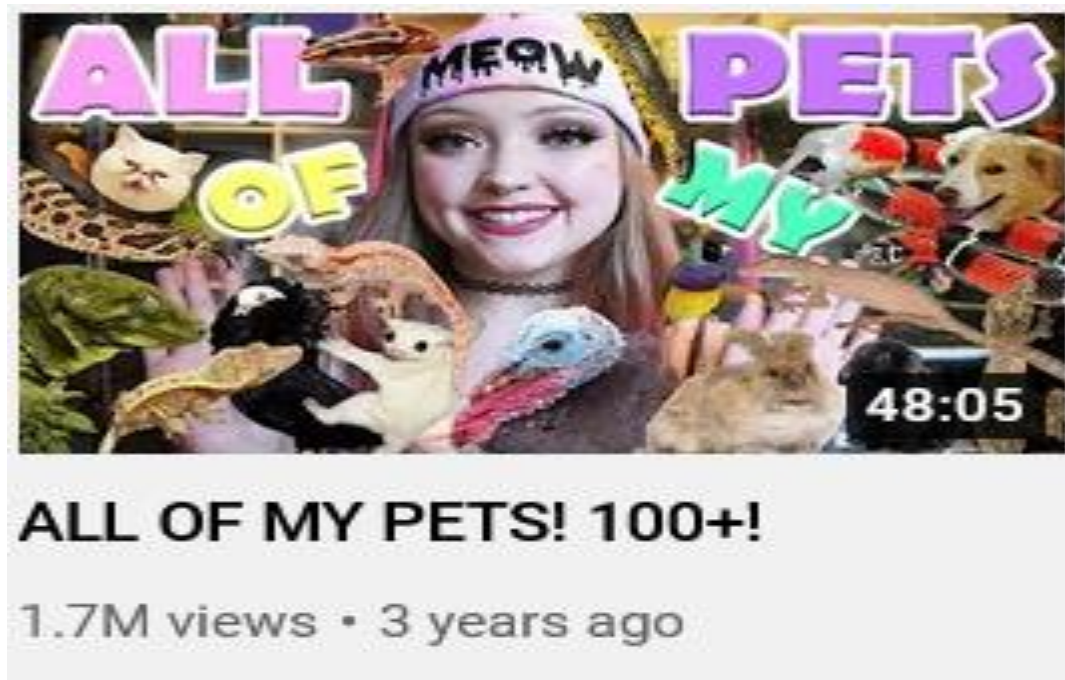 ALL OF MY PETS
MEOW
48:05
ALL OF MY PETS! 100+!
1.7M views • 3 years ago